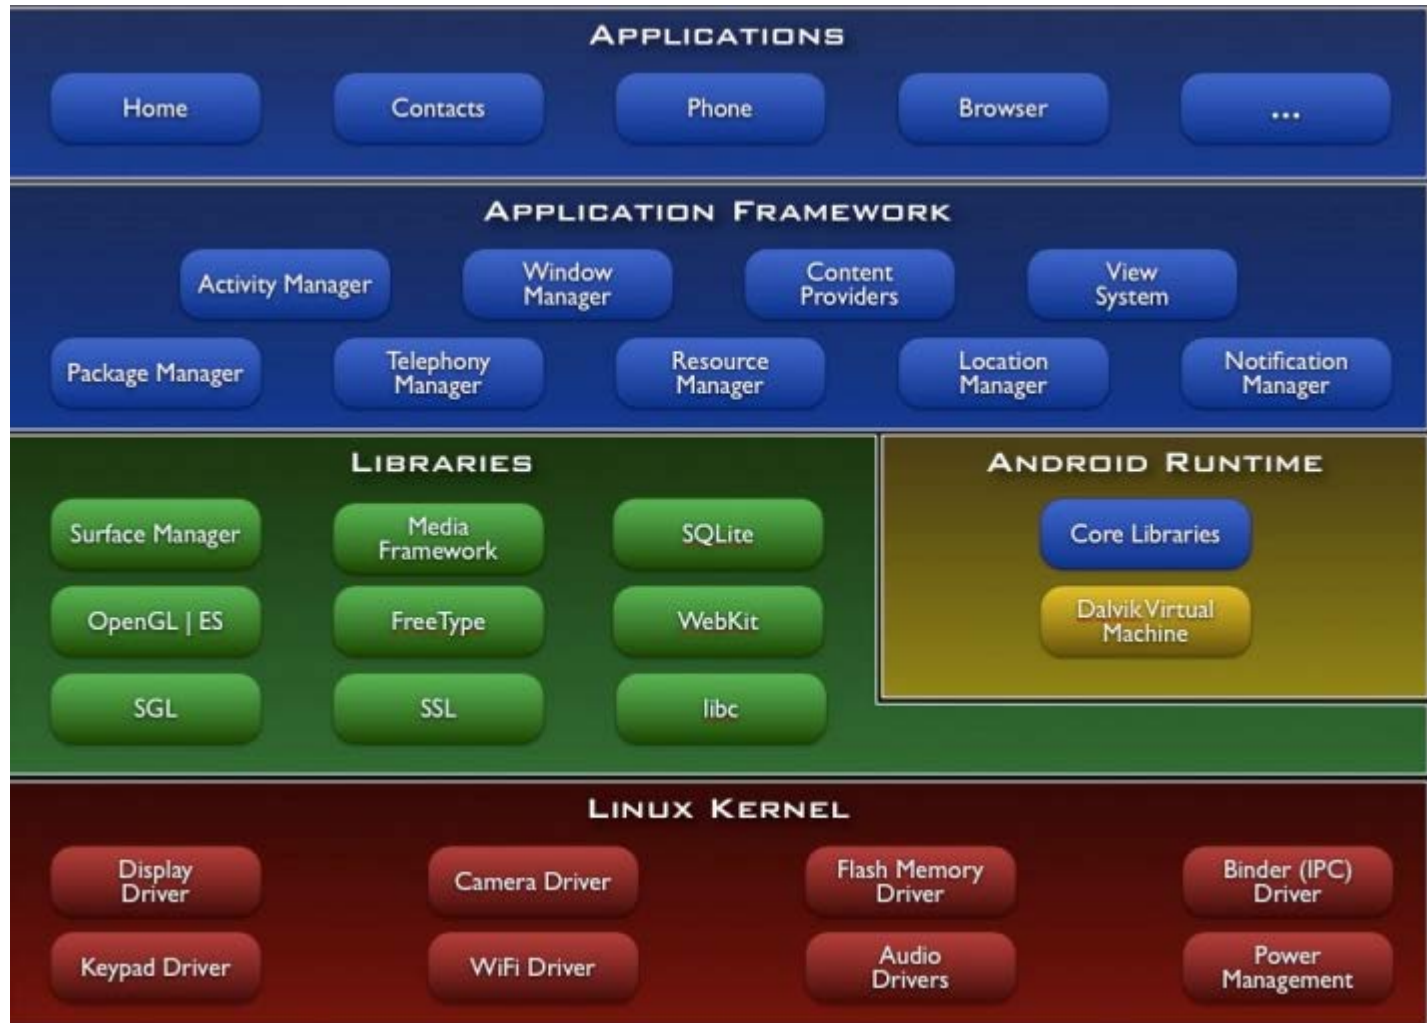 APPLICATIONS
Home
Contacts
Phone
Browser
...
APPLICATION FRAMEWORK
Activity Manager
Window
Manager
Content
Providers
View
System
Package Manager
Telephony
Manager
Resource
Manager
Location
Manager
Notification
Manager
LIBRARIES
Surface Manager
Media
Framework
SQLite
OpenGL | ES
FreeType
WebKit
SGL
SSL
libc
ANDROID RUNTIME
Core Libraries
Dalvik Virtual
Machine
LINUX KERNEL
Display
Driver
Camera Driver
Flash Memory
Driver
Binder (IPC)
Driver
Keypad Driver
WiFi Driver
Audio
Drivers
Power
Management